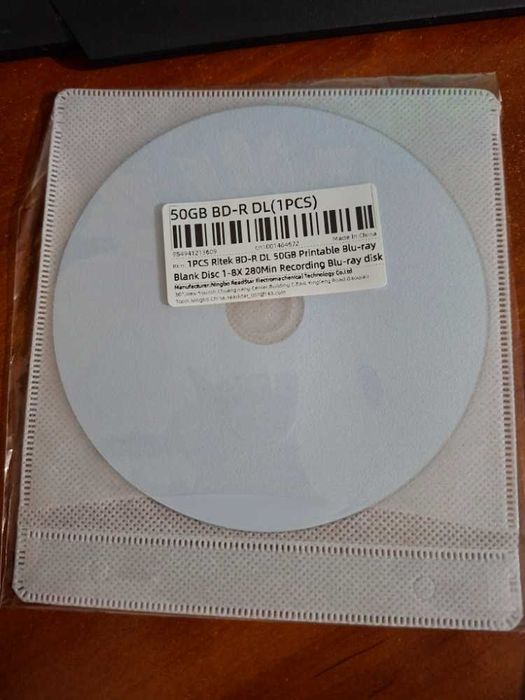 50GB BD-R DL(1PCS)
Made In China
1PCS Ritek BD-R DL 50GB Printable Blu-ray
Blank Disc 1-8X 280Min Recording Blu-ray disk
Manufacturer:Ningbo ReadStar Electromachenical Technology Co.ltd